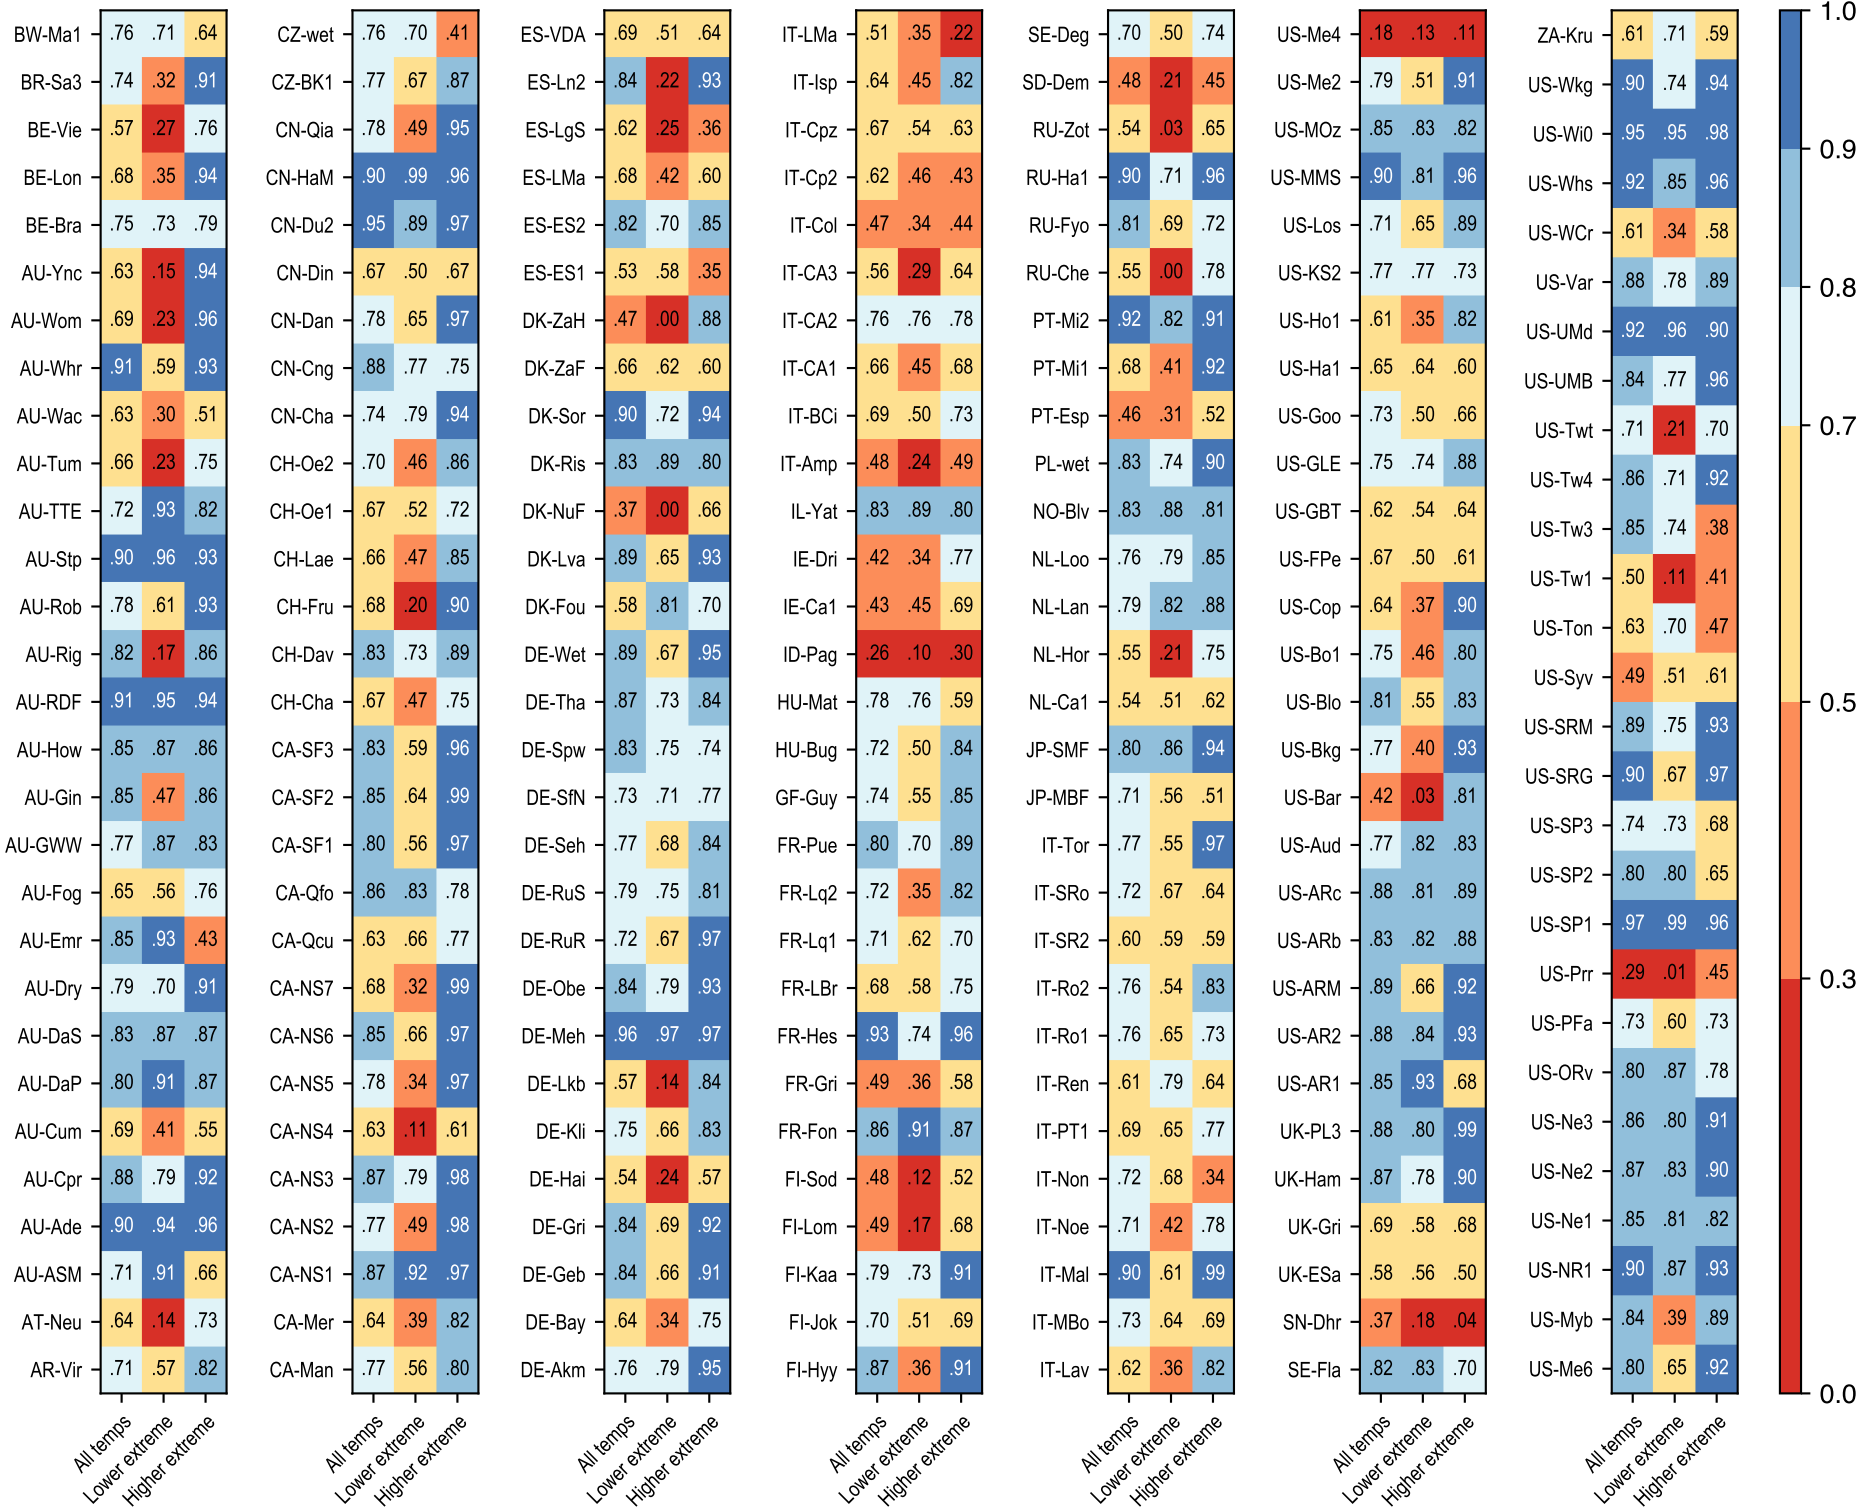 BW-Ma1 .76 .71 .64
BR-Sa3 .74 .32 .91
BE-Vie .57 .27 .76
BE-Lon .68 .35 .94
BE-Bra .75 .73 .79
AU-Ync .63 .15 .94
AU-Wom .69 .23 .96
AU-Whr .91 .59 .93
AU-Wac .63 .30 .51
AU-Tum .66 .23 .75
AU-TTE .72 .93 .82
AU-Stp .90 .96 .93
AU-Rob .78 .61 .93
AU-Rig .82 .17 .86
AU-RDF .91 .95 .94
AU-How .85 .87 .86
AU-Gin .85 .47 .86
AU-GWW .77 .87 .83
AU-Fog .65 .56 .76
AU-Emr .85 .93 .43
AU-Dry .79 .70 .91
AU-DaS .83 .87 .87
AU-DaP .80 .91 .87
AU-Cum .69 .41 .55
AU-Cpr .88 .79 .92
AU-Ade .90 .94 .96
AU-ASM .71 .91 .66
AT-Neu .64 .14 .73
AR-Vir .71 .57 .82
All temps
Lower extreme
Higher extreme
CZ-wet .76 .70 .41
CZ-BK1 .77 .67 .87
CN-Qia .78 .49 .95
CN-HaM .90 .99 .96
CN-Du2 .95 .89 .97
CN-Din .67 .50 .67
CN-Dan .78 .65 .97
CN-Cng .88 .77 .75
CN-Cha .74 .79 .94
CH-Oe2 .70 .46 .86
CH-Oe1 .67 .52 .72
CH-Lae .66 .47 .85
CH-Fru .68 .20 .90
CH-Dav .83 .73 .89
CH-Cha .67 .47 .75
CA-SF3 .83 .59 .96
CA-SF2 .85 .64 .99
CA-SF1 .80 .56 .97
CA-Qfo .86 .83 .78
CA-Qcu .63 .66 .77
CA-NS7 .68 .32 .99
CA-NS6 .85 .66 .97
CA-NS5 .78 .34 .97
CA-NS4 .63 .11 .61
CA-NS3 .87 .79 .98
CA-NS2 .77 .49 .98
CA-NS1 .87 .92 .97
CA-Mer .64 .39 .82
CA-Man .77 .56 .80
All temps
Lower extreme
Higher extreme
ES-VDA .69 .51 .64
ES-Ln2 .84 .22 .93
ES-LgS .62 .25 .36
ES-LMa .68 .42 .60
ES-ES2 .82 .70 .85
ES-ES1 .53 .58 .35
DK-ZaH .47 .00 .88
DK-ZaF .66 .62 .60
DK-Sor .90 .72 .94
DK-Ris .83 .89 .80
DK-NuF .37 .00 .66
DK-Lva .89 .65 .93
DK-Fou .58 .81 .70
DE-Wet .89 .67 .95
DE-Tha .87 .73 .84
DE-Spw .83 .75 .74
DE-SfN .73 .71 .77
DE-Seh .77 .68 .84
DE-RuS .79 .75 .81
DE-RuR .72 .67 .97
DE-Obe .84 .79 .93
DE-Meh .96 .97 .97
DE-Lkb .57 .14 .84
DE-Kli .75 .66 .83
DE-Hai .54 .24 .57
DE-Gri .84 .69 .92
DE-Geb .84 .66 .91
DE-Bay .64 .34 .75
DE-Akm .76 .79 .95
All temps
Lower extreme
Higher extreme
IT-LMa .51 .35 .22
IT-Isp .64 .45 .82
IT-Cpz .67 .54 .63
IT-Cp2 .62 .46 .43
IT-Col .47 .34 .44
IT-CA3 .56 .29 .64
IT-CA2 .76 .76 .78
IT-CA1 .66 .45 .68
IT-BCi .69 .50 .73
IT-Amp .48 .24 .49
IL-Yat .83 .89 .80
IE-Dri .42 .34 .77
IE-Ca1 .43 .45 .69
ID-Pag .26 .10 .30
HU-Mat .78 .76 .59
HU-Bug .72 .50 .84
GF-Guy .74 .55 .85
FR-Pue .80 .70 .89
FR-Lq2 .72 .35 .82
FR-Lq1 .71 .62 .70
FR-LBr .68 .58 .75
FR-Hes .93 .74 .96
FR-Gri .49 .36 .58
FR-Fon .86 .91 .87
FI-Sod .48 .12 .52
FI-Lom .49 .17 .68
FI-Kaa .79 .73 .91
FI-Jok .70 .51 .69
FI-Hyy .87 .36 .91
All temps
Lower extreme
Higher extreme
SE-Deg .70 .50 .74
SD-Dem .48 .21 .45
RU-Zot .54 .03 .65
RU-Ha1 .90 .71 .96
RU-Fyo .81 .69 .72
RU-Che .55 .00 .78
PT-Mi2 .92 .82 .91
PT-Mi1 .68 .41 .92
PT-Esp .46 .31 .52
PL-wet .83 .74 .90
NO-Blv .83 .88 .81
NL-Loo .76 .79 .85
NL-Lan .79 .82 .88
NL-Hor .55 .21 .75
NL-Ca1 .54 .51 .62
JP-SMF .80 .86 .94
JP-MBF .71 .56 .51
IT-Tor .77 .55 .97
IT-SRo .72 .67 .64
IT-SR2 .60 .59 .59
IT-Ro2 .76 .54 .83
IT-Ro1 .76 .65 .73
IT-Ren .61 .79 .64
IT-PT1 .69 .65 .77
IT-Non .72 .68 .34
IT-Noe .71 .42 .78
IT-Mal .90 .61 .99
IT-MBo .73 .64 .69
IT-Lav .62 .36 .82
All temps
Lower extreme
Higher extreme
US-Me4 .18 .13 .11
US-Me2 .79 .51 .91
US-MOz .85 .83 .82
US-MMS .90 .81 .96
US-Los .71 .65 .89
US-KS2 .77 .77 .73
US-Ho1 .61 .35 .82
US-Ha1 .65 .64 .60
US-Goo .73 .50 .66
US-GLE .75 .74 .88
US-GBT .62 .54 .64
US-FPe .67 .50 .61
US-Cop .64 .37 .90
US-Bo1 .75 .46 .80
US-Blo .81 .55 .83
US-Bkg .77 .40 .93
US-Bar .42 .03 .81
US-Aud .77 .82 .83
US-ARc .88 .81 .89
US-ARb .83 .82 .88
US-ARM .89 .66 .92
US-AR2 .88 .84 .93
US-AR1 .85 .93 .68
UK-PL3 .88 .80 .99
UK-Ham .87 .78 .90
UK-Gri .69 .58 .68
UK-ESa .58 .56 .50
SN-Dhr .37 .18 .04
SE-Fla .82 .83 .70
All temps
Lower extreme
Higher extreme
ZA-Kru .61 .71 .59
US-Wkg .90 .74 .94
US-Wi0 .95 .95 .98
US-Whs .92 .85 .96
US-WCr .61 .34 .58
US-Var .88 .78 .89
US-UMd .92 .96 .90
US-UMB .84 .77 .96
US-Twt .71 .21 .70
US-Tw4 .86 .71 .92
US-Tw3 .85 .74 .38
US-Tw1 .50 .11 .41
US-Ton .63 .70 .47
US-Syv .49 .51 .61
US-SRM .89 .75 .93
US-SRG .90 .67 .97
US-SP3 .74 .73 .68
US-SP2 .80 .80 .65
US-SP1 .97 .99 .96
US-Prr .29 .01 .45
US-PFa .73 .60 .73
US-ORv .80 .87 .78
US-Ne3 .86 .80 .91
US-Ne2 .87 .83 .90
US-Ne1 .85 .81 .82
US-NR1 .90 .87 .93
US-Myb .84 .39 .89
US-Me6 .80 .65 .92
All temps
Lower extreme
Higher extreme
1.0
0.9
0.8
0.7
0.5
0.3
0.0